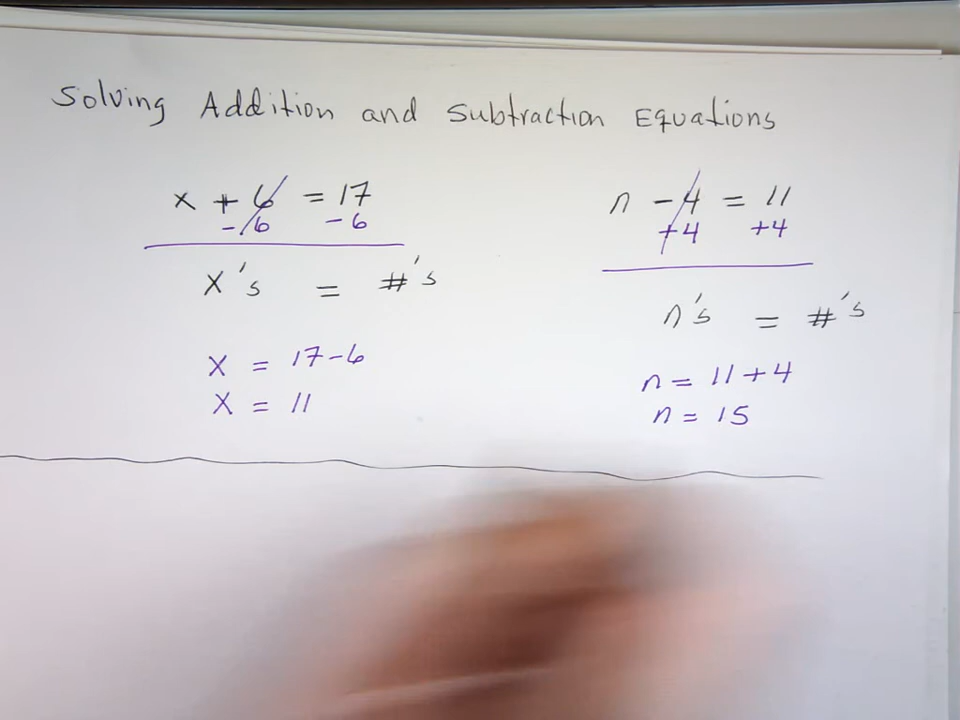 Solving Addition and Subtraction Equations
x + 6 = 17
- 6 - 6
x's = #'s
x = 17 - 6
x = 11
n - 4 = 11
+4 +4
n's = #'s
n = 11 + 4
n = 15